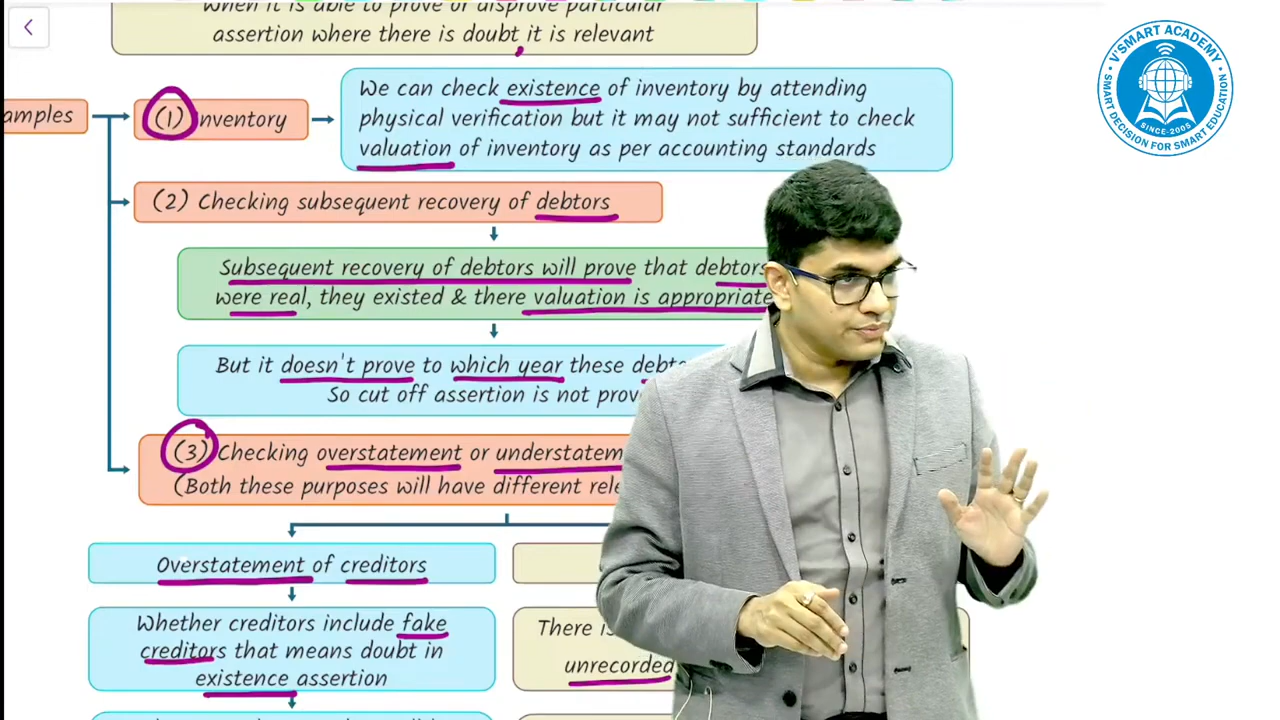 When it is able to prove or disprove particular
assertion where there is doubt it is relevant
V'SMART ACADEMY
SINCE-2005
SMART DECISION FOR SMART EDUCATION
amples
(1) Inventory
We can check existence of inventory by attending
physical verification but it may not sufficient to check
valuation of inventory as per accounting standards
(2) Checking subsequent recovery of debtors
Subsequent recovery of debtors will prove that debtors
were real, they existed & there valuation is appropriate
But it doesn't prove to which year these
So cut off assertion is not
(3) Checking overstatement or
(Both these purposes will have different
Overstatement of creditors
Whether creditors include fake
creditors that means doubt in
existence assertion
There is
unrecorded